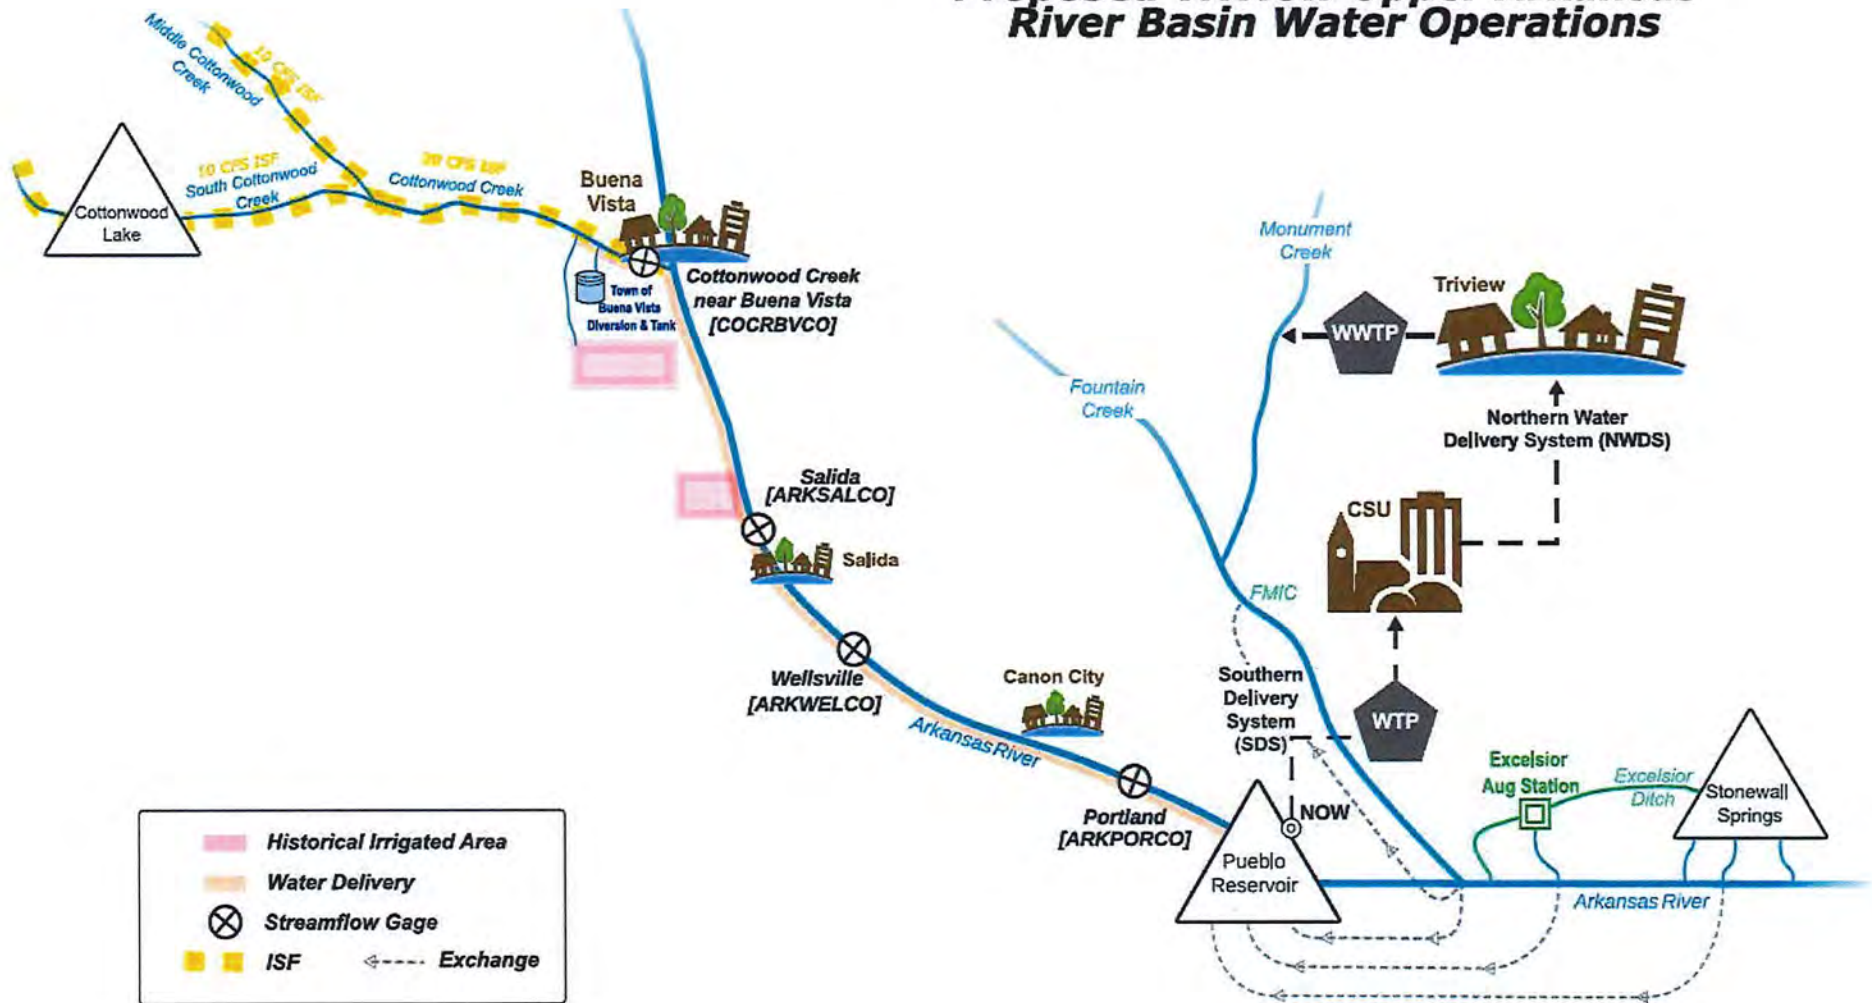 River Basin Water Operations
Middle Cottonwood
Creek
10 CFS ISF
10 CFS ISF
South Cottonwood
Creek
20 CFS ISF
Cottonwood Creek
Cottonwood
Lake
Buena
Vista
Town of
Buena Vista
Diversion & Tank
Cottonwood Creek
near Buena Vista
[COCRBVCO]
Salida
[ARKSALCO]
Salida
Wellsville
[ARKWELCO]
Arkansas River
Canon City
Portland
[ARKPORCO]
Monument
Creek
Fountain
Creek
WWTP
Triview
Northern Water
Delivery System (NWDS)
CSU
FMIC
Southern
Delivery
System
(SDS)
WTP
NOW
Pueblo
Reservoir
Excelsior
Aug Station
Excelsior
Ditch
Stonewall
Springs
Arkansas River
Historical Irrigated Area
Water Delivery
Streamflow Gage
ISF
Exchange